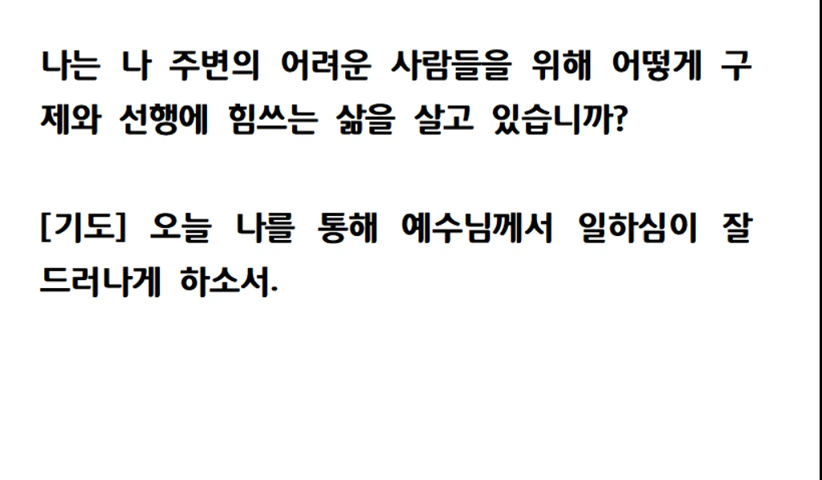 나는 나 주변의 어려운 사람들을 위해 어떻게 구
제와 선행에 힘쓰는 삶을 살고 있습니까?
[기도] 오늘 나를 통해 예수님께서 일하심이 잘
드러나게 하소서.